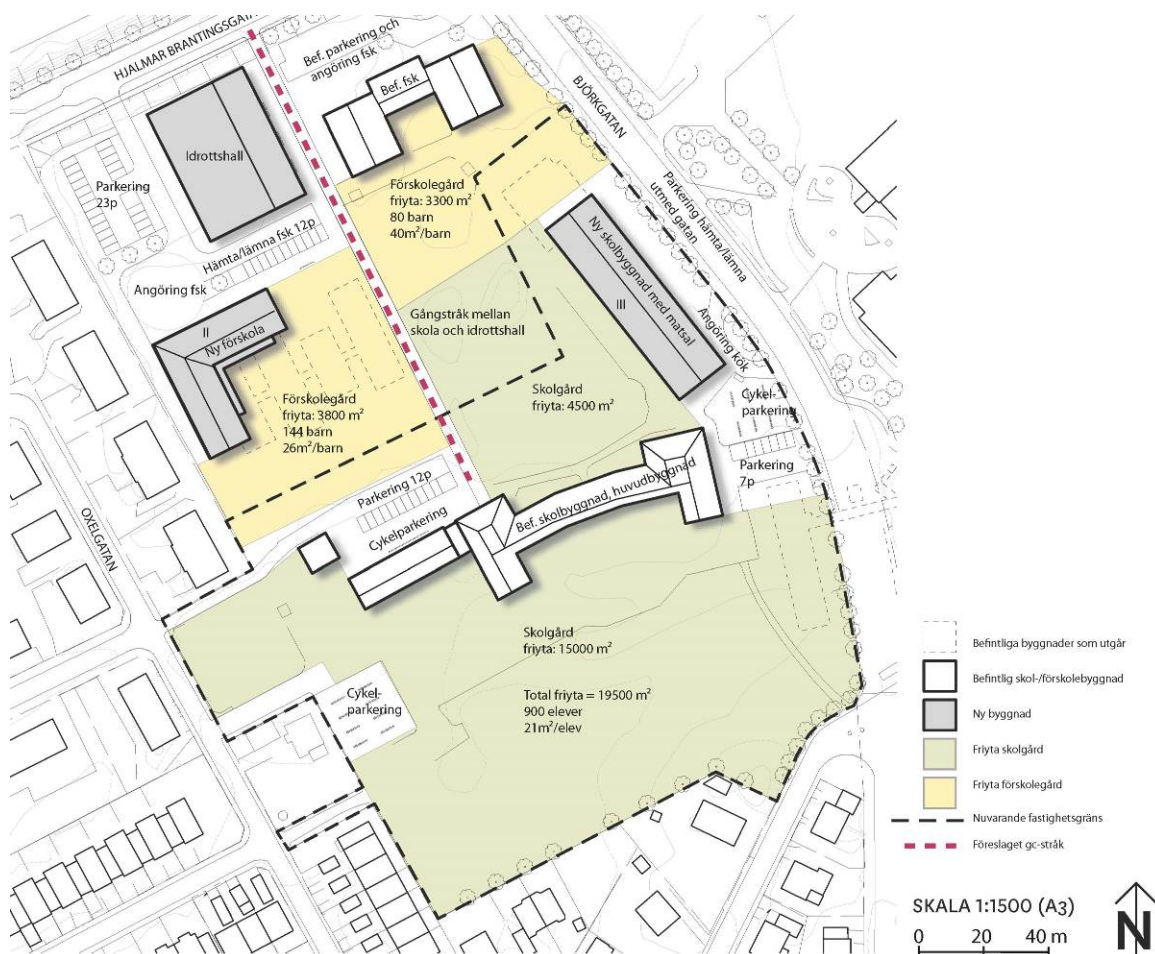 HJALMAR BRANTINGSGATAN
Bef. parkering och
angöring fsk
Bef. fsk
BJÖRKGATAN
Idrottshall
Parkering
23p
Förskolegård
friyta: 3300 m²
80 barn
40m²/barn
Parkering hämta/lämna
utmed gatan
Hämta/lämna fsk 12p
Angöring fsk
Ny skolbyggnad med matsal
III
II
Ny förskola
Gångstråk mellan
skola och idrottshall
Angöring kök
Förskolegård
friyta: 3800 m²
144 barn
26m²/barn
Skolgård
friyta: 4500 m²
Cykel-
parkering
Parkering
7p
Parkering 12p
Bef. skolbyggnad, huvudbyggnad
Cykelparkering
OXELGATAN
Skolgård
friyta: 15000 m²
Total friyta = 19500 m²
900 elever
21m²/elev
Cykel-
parkering
Befintliga byggnader som utgår
Befintlig skol-/förskolebyggnad
Ny byggnad
Friyta skolgård
Friyta förskolegård
Nuvarande fastighetsgräns
Föreslaget gc-stråk
SKALA 1:1500 (A3)
0 20 40 m
N